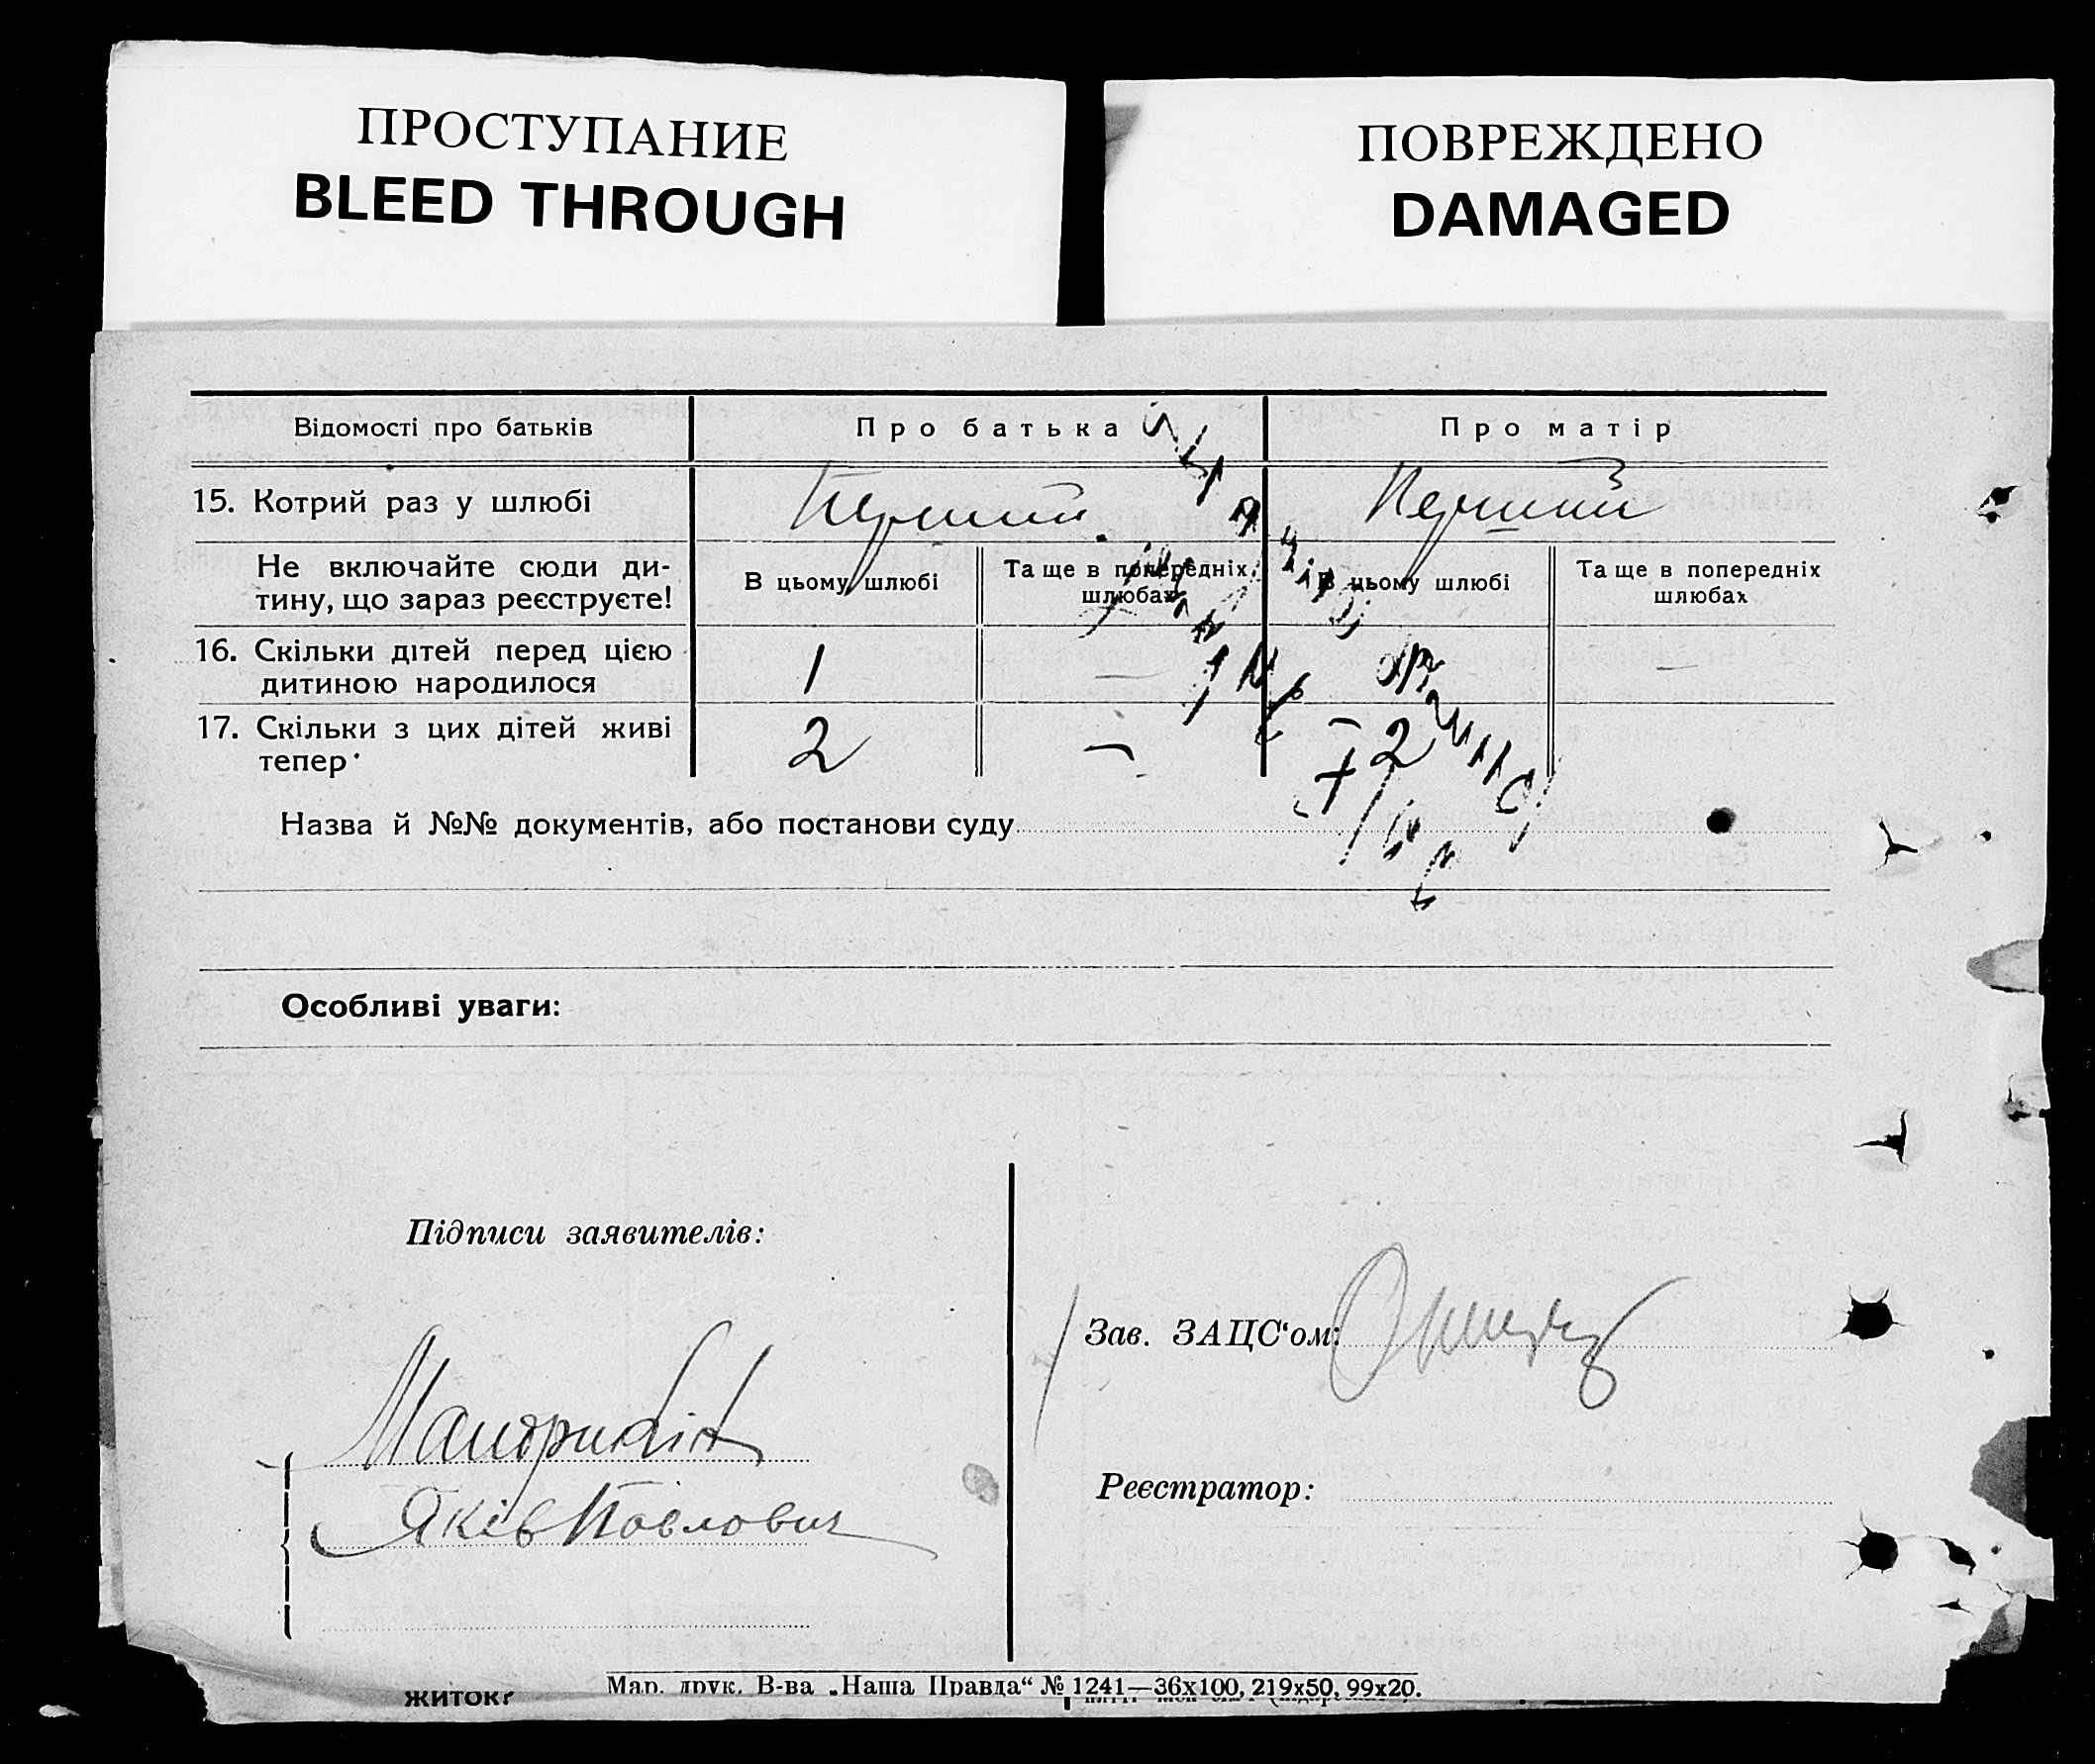 ПРОСТУПАНИЕ
BLEED THROUGH
ПОВРЕЖДЕНО
DAMAGED
Відомості про батьків
Про батька
Про матір
15. Котрий раз у шлюбі
Перший
Перший
Не включайте сюди ди-
тину, що зараз реєструєте!
В цьому шлюбі
Та ще в попередніх
шлюбах
В цьому шлюбі
Та ще в попередніх
шлюбах
16. Скільки дітей перед цією
дитиною народилося
1
—
—
17. Скільки з цих дітей живі
тепер
2
—
2
Назва й №№ документів, або постанови суду
Особливі уваги:
Підписи заявителів:
Яків Павлович
Зав. ЗАЦС‘ом:
Реєстратор:
житок?
Мар. друк. В-ва „Наша Правда“ № 1241—36х100, 219х50, 99х20.